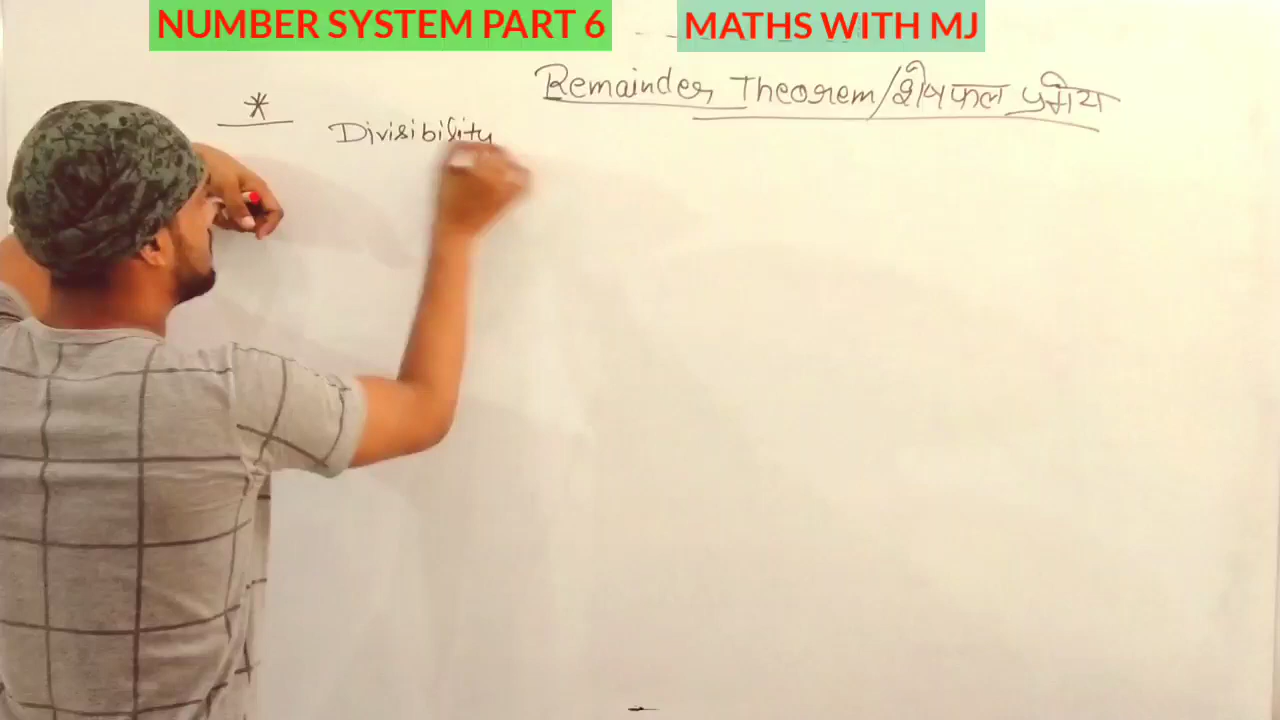 NUMBER SYSTEM PART 6 MATHS WITH MJ
Remainder Theorem/शेषफल प्रमेय
* Divisibility